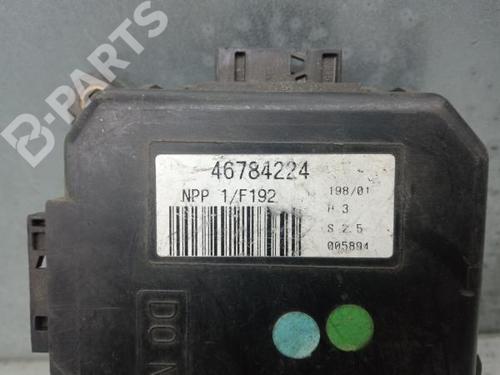 B-PARTS
46784224
NPP 1/F192
198/01
H 3
S 2.5
005894
DO N